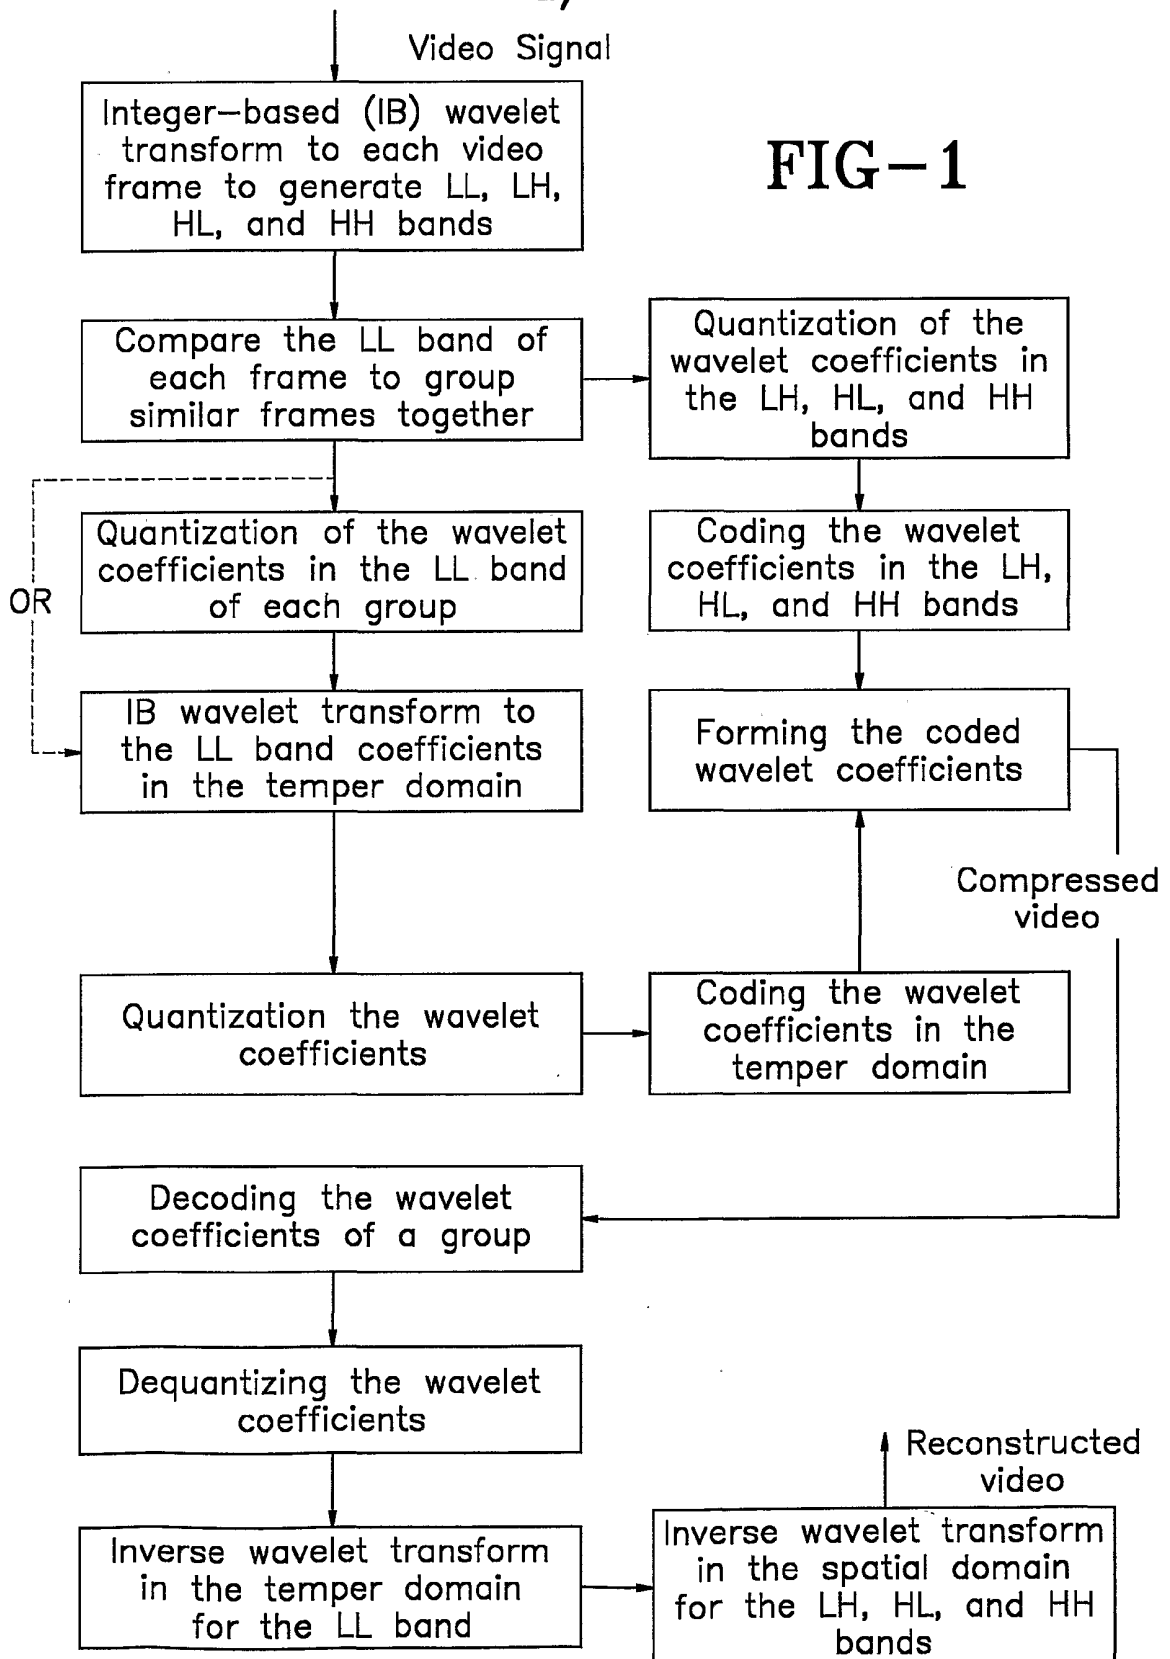 Video Signal
Integer-based (IB) wavelet
transform to each video
frame to generate LL, LH,
HL, and HH bands
FIG-1
Compare the LL band of
each frame to group
similar frames together
Quantization of the
wavelet coefficients in
the LH, HL, and HH
bands
OR
Quantization of the wavelet
coefficients in the LL band
of each group
Coding the wavelet
coefficients in the LH,
HL, and HH bands
IB wavelet transform to
the LL band coefficients
in the temper domain
Forming the coded
wavelet coefficients
Compressed
video
Quantization the wavelet
coefficients
Coding the wavelet
coefficients in the
temper domain
Decoding the wavelet
coefficients of a group
Dequantizing the wavelet
coefficients
Reconstructed
video
Inverse wavelet transform
in the temper domain
for the LL band
Inverse wavelet transform
in the spatial domain
for the LH, HL, and HH
bands